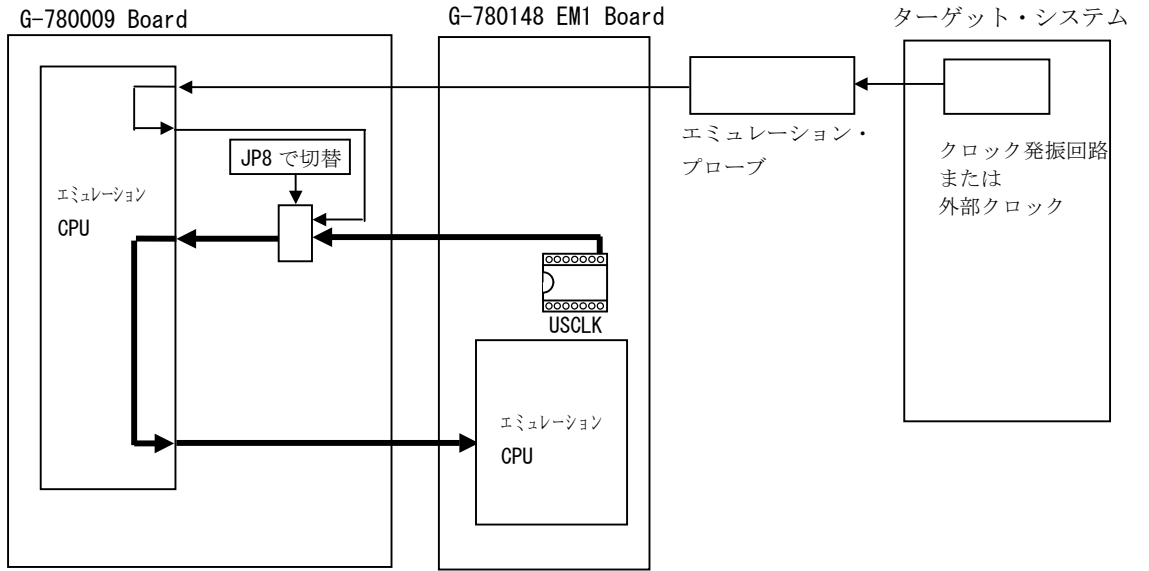 G-780009 Board
G-780148 EM1 Board
ターゲット・システム
エミュレーション・
プローブ
クロック発振回路
または
外部クロック
JP8 で切替
エミュレーション
CPU
USCLK
エミュレーション
CPU